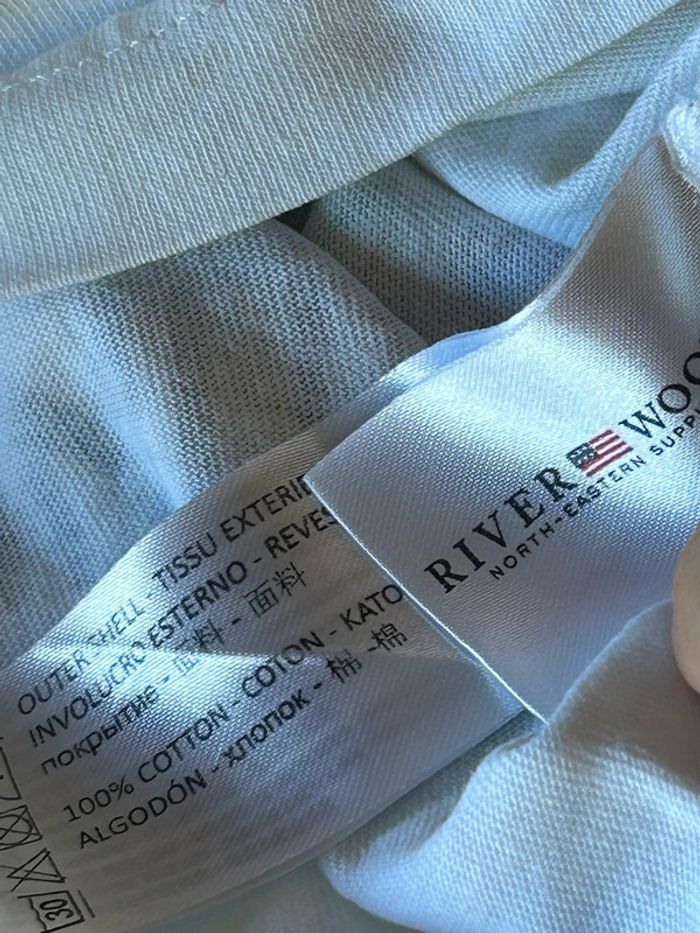 RIVER WOO
NORTH-EASTERN SUPP
OUTER SHELL - TISSU EXTERIE
INVOLUCRO ESTERNO - REVES
покрытие - 面料 - 面料
100% COTTON - COTON - KATO
ALGODÓN - хлопок - 棉 -棉
30